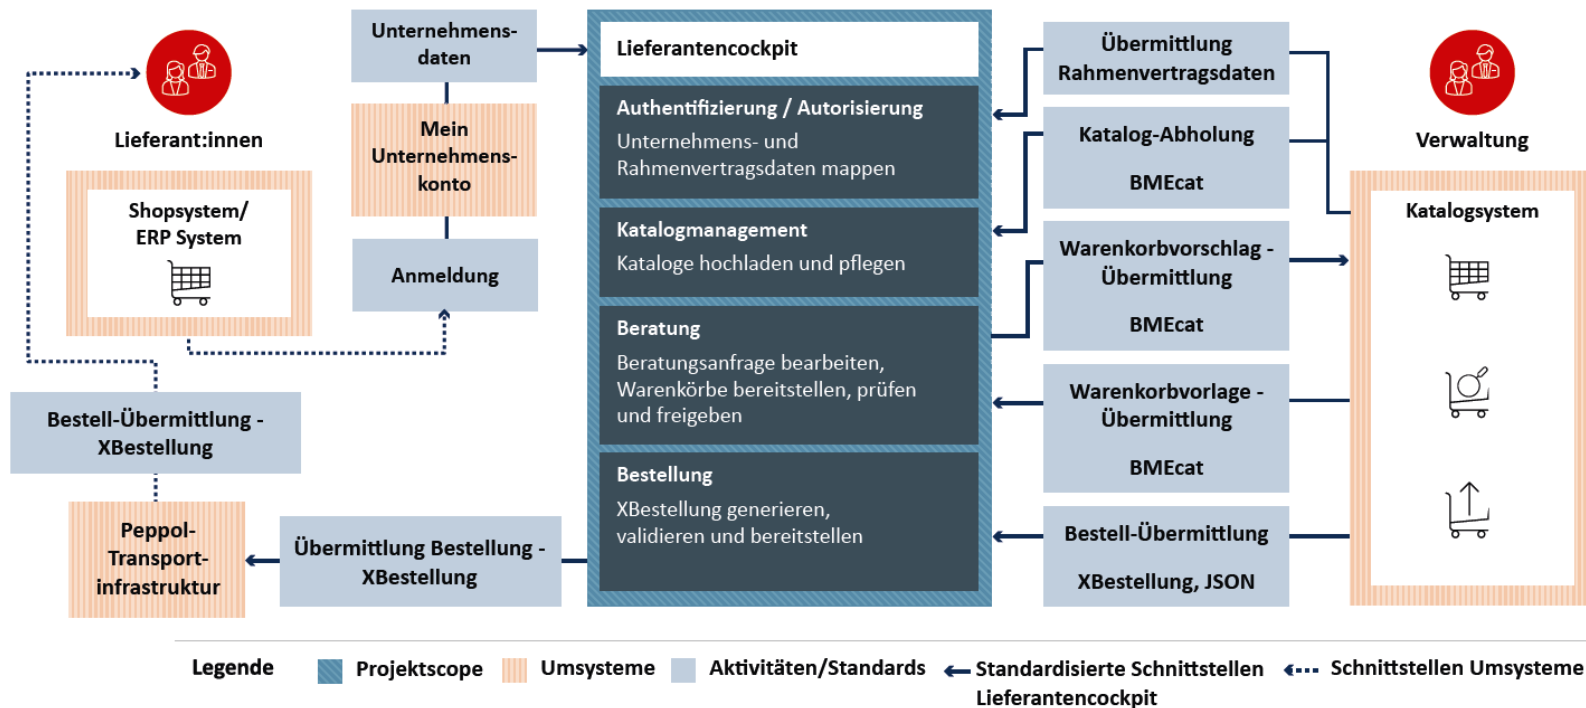 Lieferant:innen
Shopsystem/
ERP System
Bestell-Übermittlung -
XBestellung
Peppol-
Transport-
infrastruktur
Unternehmens-
daten
Mein
Unternehmens-
konto
Anmeldung
Übermittlung Bestellung -
XBestellung
Lieferantencockpit
Authentifizierung / Autorisierung
Unternehmens- und
Rahmenvertragsdaten mappen
Katalogmanagement
Kataloge hochladen und pflegen
Beratung
Beratungsanfrage bearbeiten,
Warenkörbe bereitstellen, prüfen
und freigeben
Bestellung
XBestellung generieren,
validieren und bereitstellen
Übermittlung
Rahmenvertragsdaten
Katalog-Abholung
BMEcat
Warenkorbvorschlag -
Übermittlung
BMEcat
Warenkorbvorlage -
Übermittlung
BMEcat
Bestell-Übermittlung
XBestellung, JSON
Verwaltung
Katalogsystem
Legende
Projektscope
Umsysteme
Aktivitäten/Standards
Standardisierte Schnittstellen
Lieferantencockpit
Schnittstellen Umsysteme